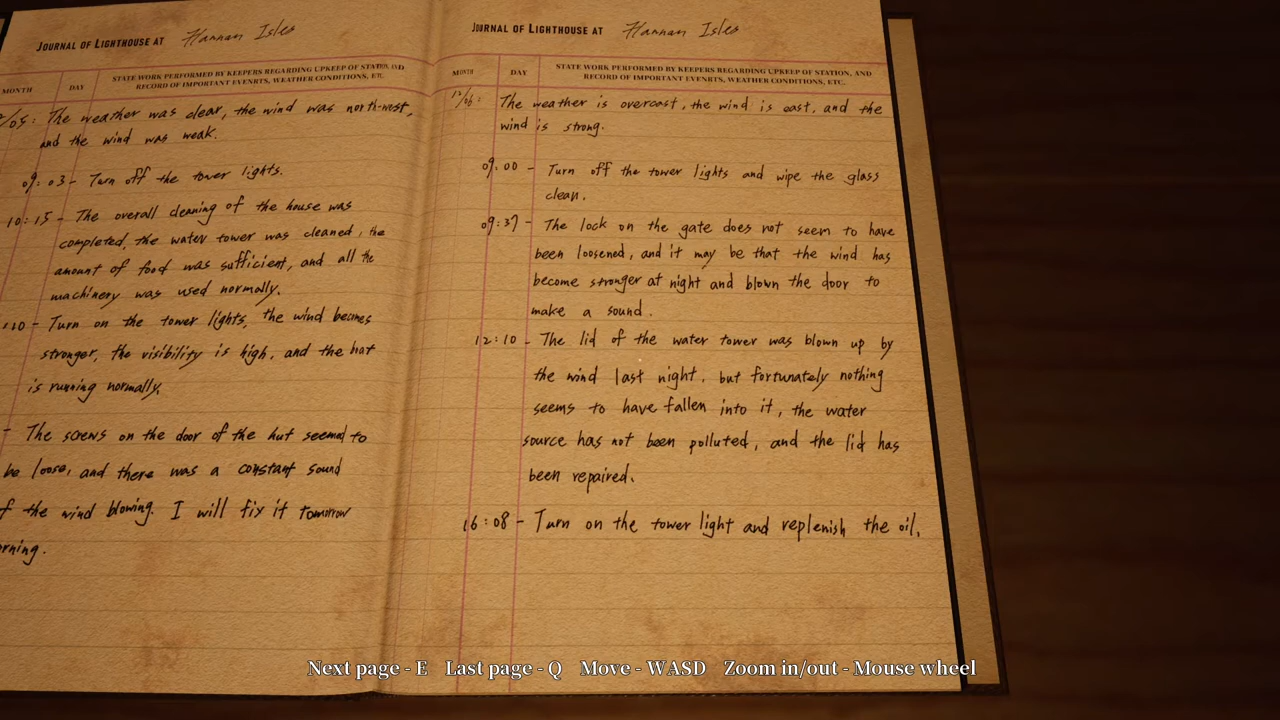 JOURNAL OF LIGHTHOUSE AT Hannan Isles
MONTH DAY STATE WORK PERFORMED BY KEEPERS REGARDING UPKEEP OF STATION, AND
RECORD OF IMPORTANT EVENRTS, WEATHER CONDITIONS, ETC.
/05: The weather was clear, the wind was north-west,
and the wind was weak.
09:03- Turn off the tower lights.
10:15 - The overall cleaning of the house was
completed, the water tower was cleaned, the
amount of food was sufficient, and all the
machinery was used normally.
:10 - Turn on the tower lights, the wind becomes
stronger, the visibility is high, and the boat
is running normally.
- The screws on the door of the hut seemed to
be loose, and there was a constant sound
of the wind blowing. I will fix it tomorrow
rning.
JOURNAL OF LIGHTHOUSE AT Hannan Isles
MONTH DAY STATE WORK PERFORMED BY KEEPERS REGARDING UPKEEP OF STATION, AND
RECORD OF IMPORTANT EVENRTS, WEATHER CONDITIONS, ETC.
12/06: The weather is overcast, the wind is east, and the
wind is strong.
09:00 - Turn off the tower lights and wipe the glass
clean.
09:37 - The lock on the gate does not seem to have
been loosened, and it may be that the wind has
become stronger at night and blown the door to
make a sound.
12:10 - The lid of the water tower was blown up by
the wind last night, but fortunately nothing
seems to have fallen into it, the water
source has not been polluted, and the lid has
been repaired.
16:08 - Turn on the tower light and replenish the oil,
Next page - E Last page - Q Move - WASD Zoom in/out - Mouse wheel